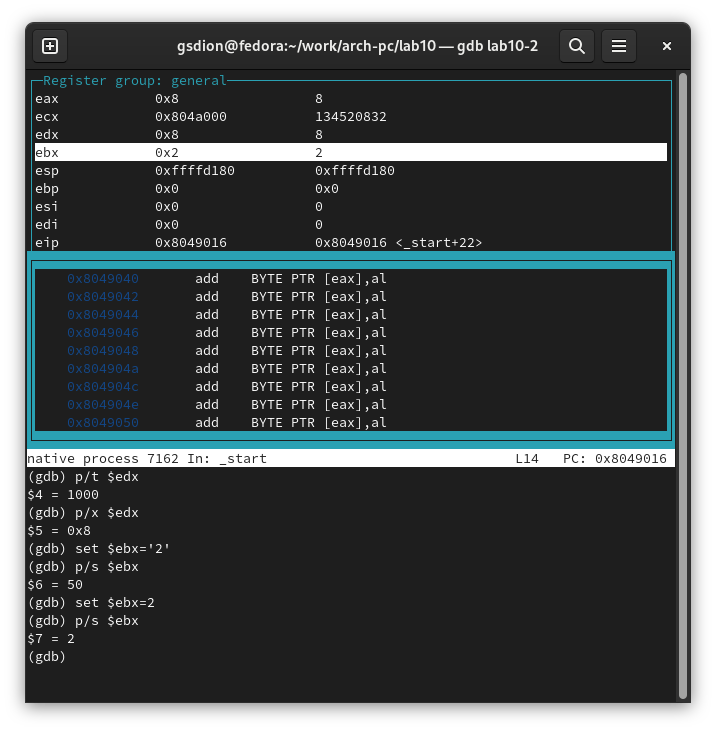 gsdion@fedora:~/work/arch-pc/lab10 — gdb lab10-2
Register group: general
eax 0x8 8
ecx 0x804a000 134520832
edx 0x8 8
ebx 0x2 2
esp 0xffffd180 0xffffd180
ebp 0x0 0x0
esi 0x0 0
edi 0x0 0
eip 0x8049016 0x8049016 <_start+22>
0x8049040 add BYTE PTR [eax],al
0x8049042 add BYTE PTR [eax],al
0x8049044 add BYTE PTR [eax],al
0x8049046 add BYTE PTR [eax],al
0x8049048 add BYTE PTR [eax],al
0x804904a add BYTE PTR [eax],al
0x804904c add BYTE PTR [eax],al
0x804904e add BYTE PTR [eax],al
0x8049050 add BYTE PTR [eax],al
native process 7162 In: _start L14 PC: 0x8049016
(gdb) p/t $edx
$4 = 1000
(gdb) p/x $edx
$5 = 0x8
(gdb) set $ebx='2'
(gdb) p/s $ebx
$6 = 50
(gdb) set $ebx=2
(gdb) p/s $ebx
$7 = 2
(gdb)